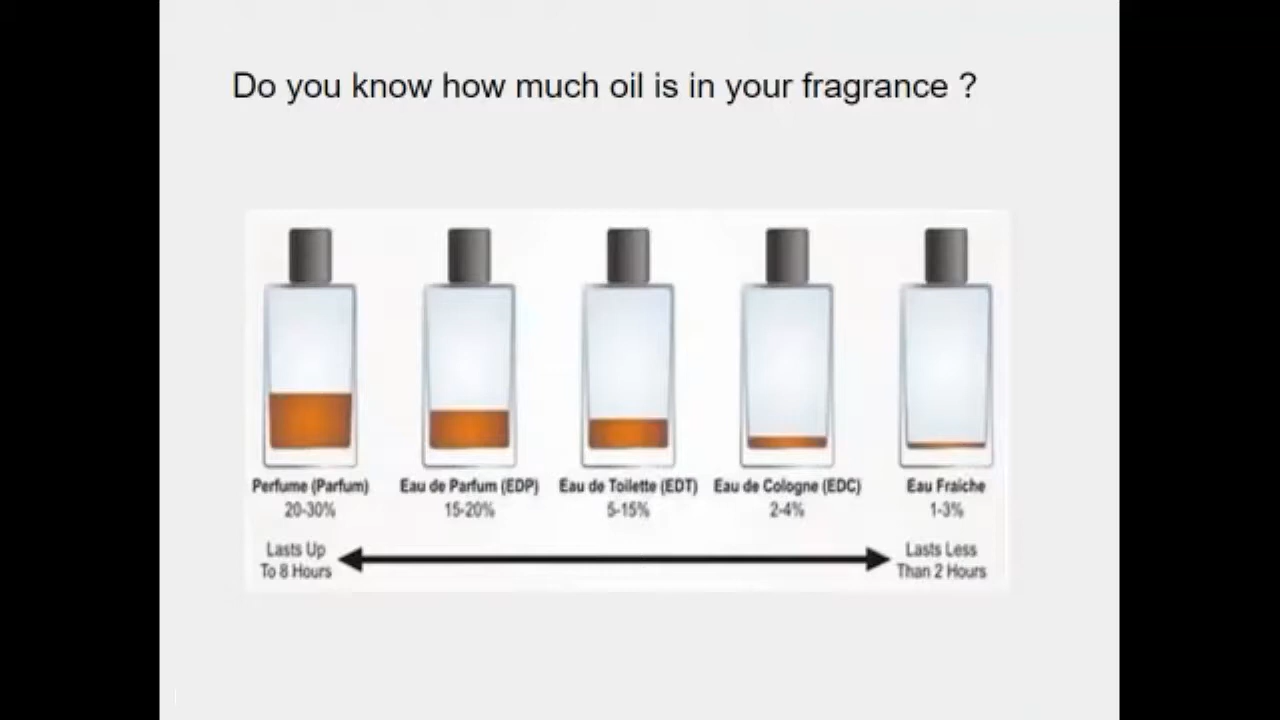 Do you know how much oil is in your fragrance ?
Perfume (Parfum)
20-30%
Eau de Parfum (EDP)
15-20%
Eau de Toilette (EDT)
5-15%
Eau de Cologne (EDC)
2-4%
Eau Fraiche
1-3%
Lasts Up
To 8 Hours
Lasts Less
Than 2 Hours